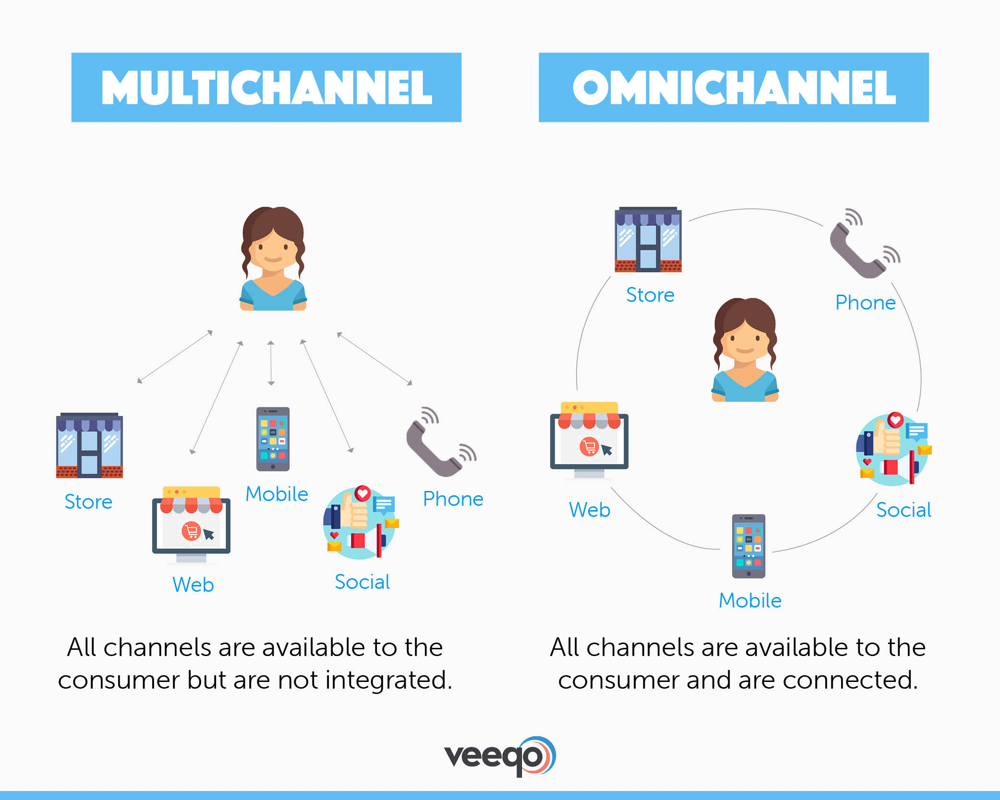 MULTICHANNEL
OMNICHANNEL
Store
Web
Mobile
Social
Phone
All channels are available to the
consumer but are not integrated.
Store
Phone
Web
Social
Mobile
All channels are available to the
consumer and are connected.
veeqo